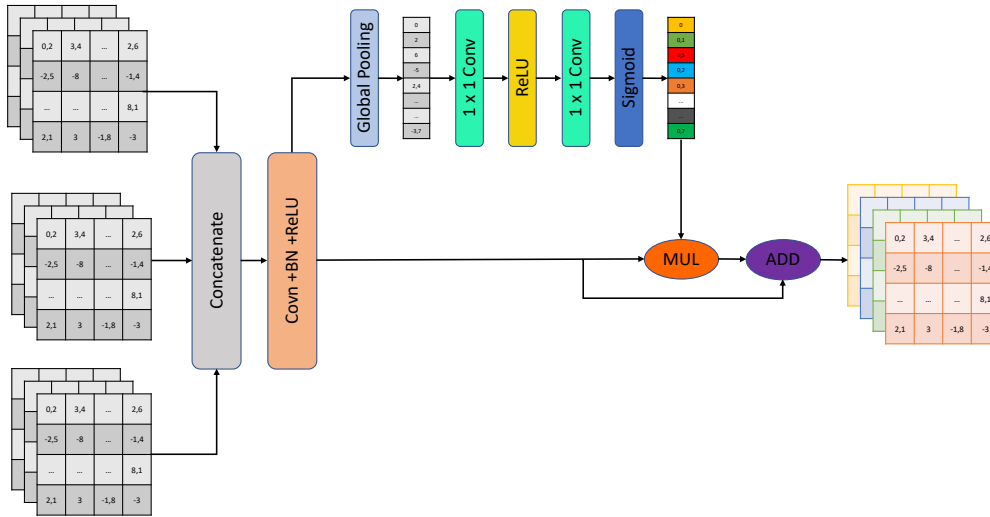 0,2 3,4 ... 2,6
-2,5 -8 ... -1,4
... ... 8,1
2,1 3 -1,8 -3
0,2 3,4 ... 2,6
-2,5 -8 ... -1,4
... ... 8,1
2,1 3 -1,8 -3
0,2 3,4 ... 2,6
-2,5 -8 ... -1,4
... ... 8,1
2,1 3 -1,8 -3
Concatenate
Covn +BN +ReLU
Global Pooling
0
2
6
-5
2,4
...
...
-3,7
1 x 1 Conv
ReLU
1 x 1 Conv
Sigmoid
0
0,1
0,5
0,2
0,3
...
...
0,7
MUL
ADD
0,2 3,4 ... 2,6
-2,5 -8 ... -1,4
... ... ... 8,1
2,1 3 -1,8 -3